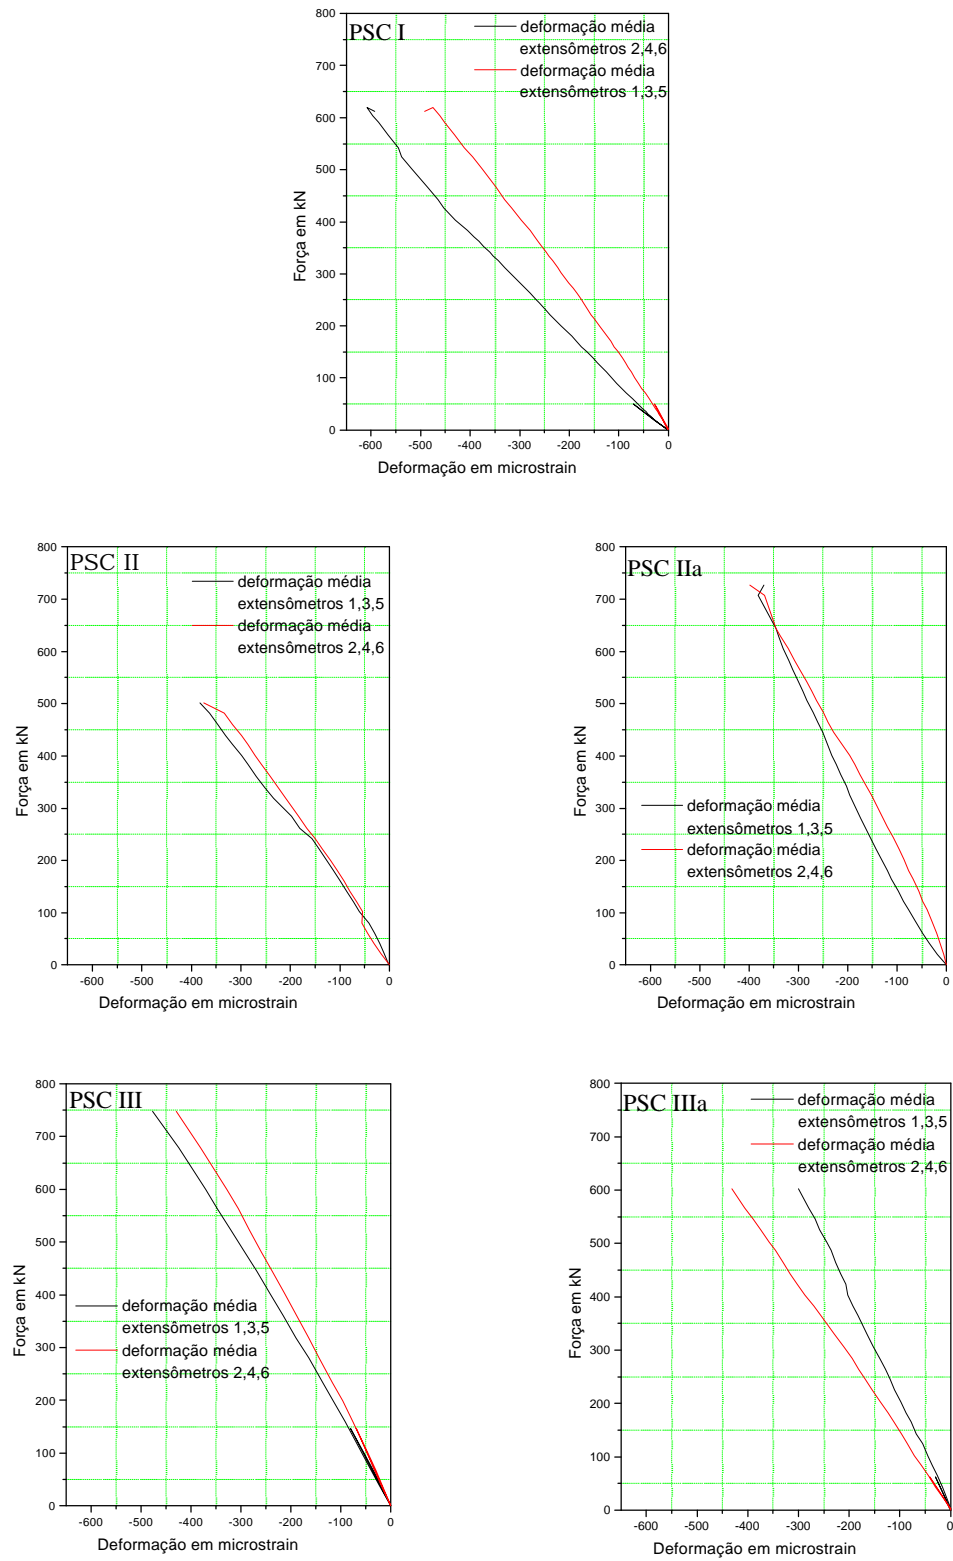 PSC I
deformação média
extensômetros 2,4,6
deformação média
extensômetros 1,3,5
800
700
600
500
400
300
200
100
0
Força em kN
-600 -500 -400 -300 -200 -100 0
Deformação em microstrain
PSC II
deformação média
extensômetros 1,3,5
deformação média
extensômetros 2,4,6
800
700
600
500
400
300
200
100
0
Força em kN
-600 -500 -400 -300 -200 -100 0
Deformação em microstrain
PSC IIa
800
700
600
500
400
300
200
100
0
Força em kN
deformação média
extensômetros 1,3,5
deformação média
extensômetros 2,4,6
-600 -500 -400 -300 -200 -100 0
Deformação em microstrain
PSC III
800
700
600
500
400
300
200
100
0
Força em kN
deformação média
extensômetros 1,3,5
deformação média
extensômetros 2,4,6
-600 -500 -400 -300 -200 -100 0
Deformação em microstrain
PSC IIIa
deformação média
extensômetros 1,3,5
deformação média
extensômetros 2,4,6
800
700
600
500
400
300
200
100
0
Força em kN
-600 -500 -400 -300 -200 -100 0
Deformação em microstrain